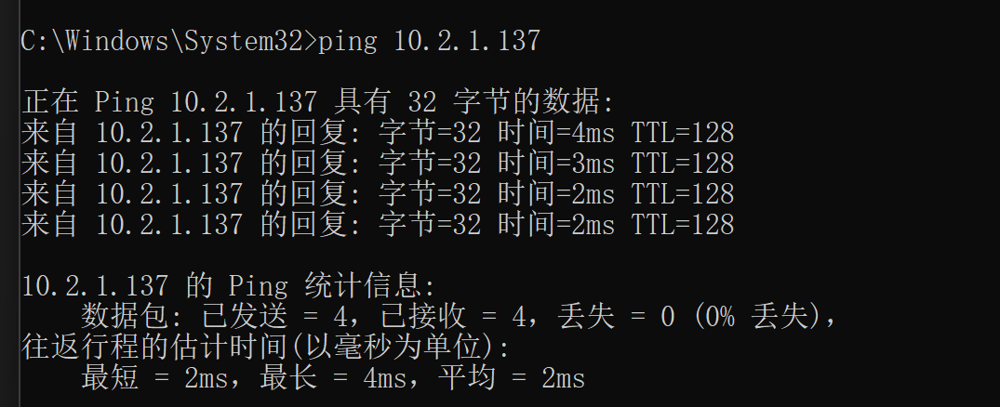 C:\Windows\System32>ping 10.2.1.137
正在 Ping 10.2.1.137 具有 32 字节的数据:
来自 10.2.1.137 的回复: 字节=32 时间=4ms TTL=128
来自 10.2.1.137 的回复: 字节=32 时间=3ms TTL=128
来自 10.2.1.137 的回复: 字节=32 时间=2ms TTL=128
来自 10.2.1.137 的回复: 字节=32 时间=2ms TTL=128
10.2.1.137 的 Ping 统计信息:
数据包: 已发送 = 4，已接收 = 4，丢失 = 0 (0% 丢失)，
往返行程的估计时间(以毫秒为单位):
最短 = 2ms，最长 = 4ms，平均 = 2ms